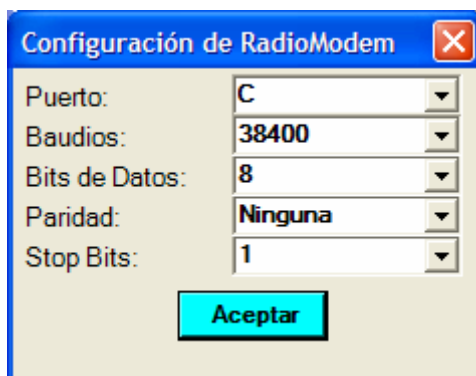 Configuración de RadioModem
Puerto: C
Baudios: 38400
Bits de Datos: 8
Paridad: Ninguna
Stop Bits: 1
Aceptar